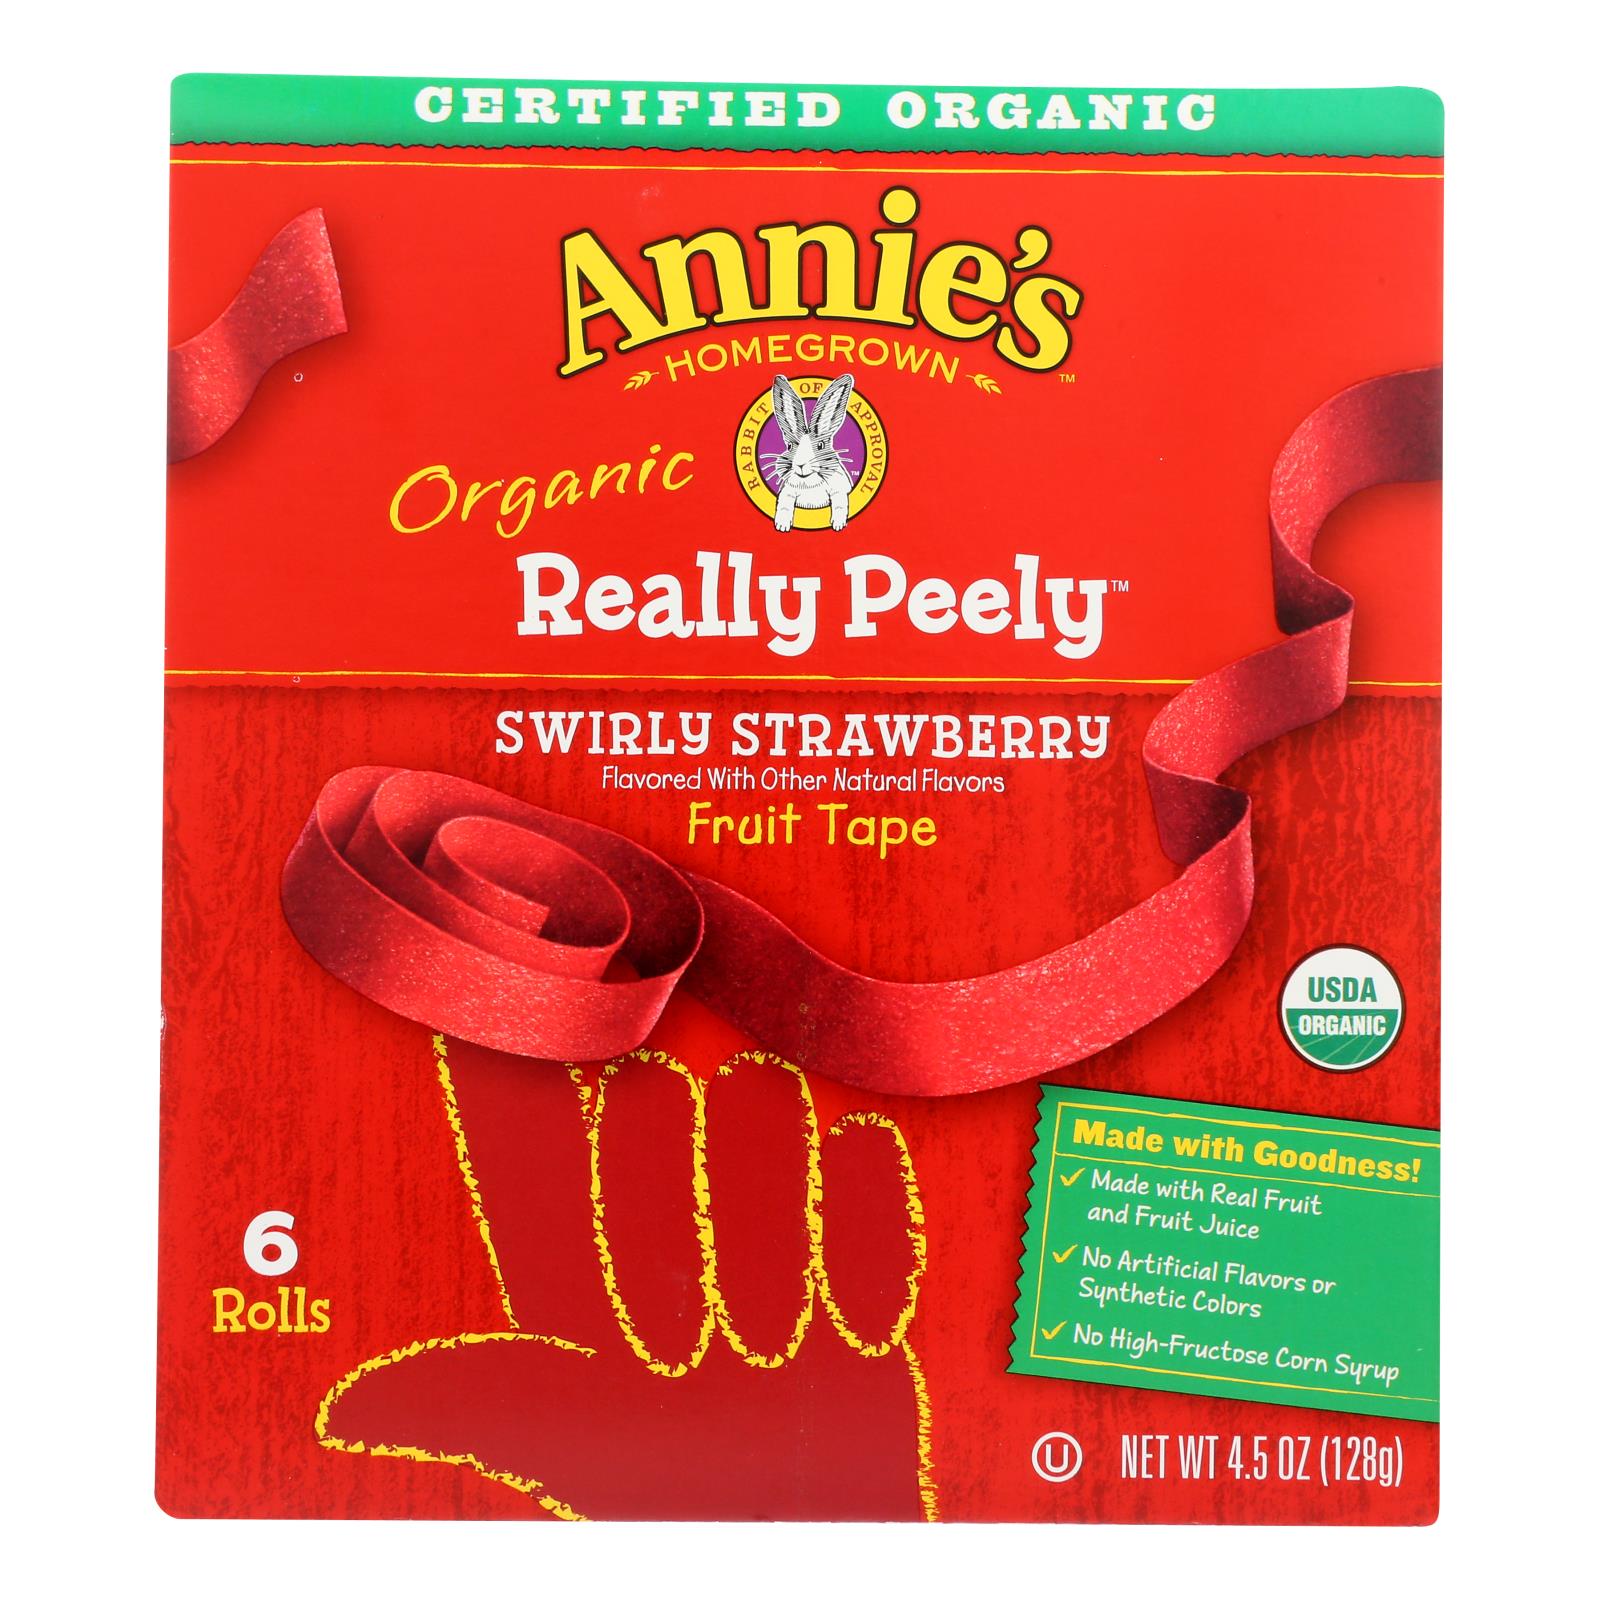 CERTIFIED ORGANIC
Annie's
HOMEGROWN
TM
RABBIT OF APPROVAL
TM
Organic
Really Peely™
SWIRLY STRAWBERRY
Flavored With Other Natural Flavors
Fruit Tape
USDA
ORGANIC
Made with Goodness!
✓ Made with Real Fruit
and Fruit Juice
✓ No Artificial Flavors or
Synthetic Colors
✓ No High-Fructose Corn Syrup
6
Rolls
U NET WT 4.5 OZ (128g)